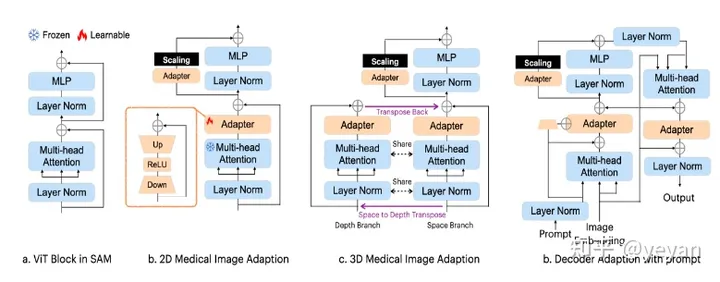 Frozen
Learnable
MLP
Layer Norm
Multi-head
Attention
Layer Norm
a. ViT Block in SAM
Scaling
Adapter
MLP
Layer Norm
Adapter
Up
ReLU
Down
Multi-head
Attention
Layer Norm
b. 2D Medical Image Adaption
Scaling
Adapter
MLP
Layer Norm
Transpose Back
Adapter
Adapter
Multi-head
Attention
Share
Multi-head
Attention
Layer Norm
Share
Layer Norm
Space to Depth Transpose
Depth Branch
Space Branch
c. 3D Medical Image Adaption
Layer Norm
Scaling
Adapter
MLP
Layer Norm
Multi-head
Attention
Adapter
Adapter
Multi-head
Attention
Layer Norm
Output
Layer Norm
Prompt
Image
Embedding
知乎 @yeyan
b. Decoder Adaption with prompt